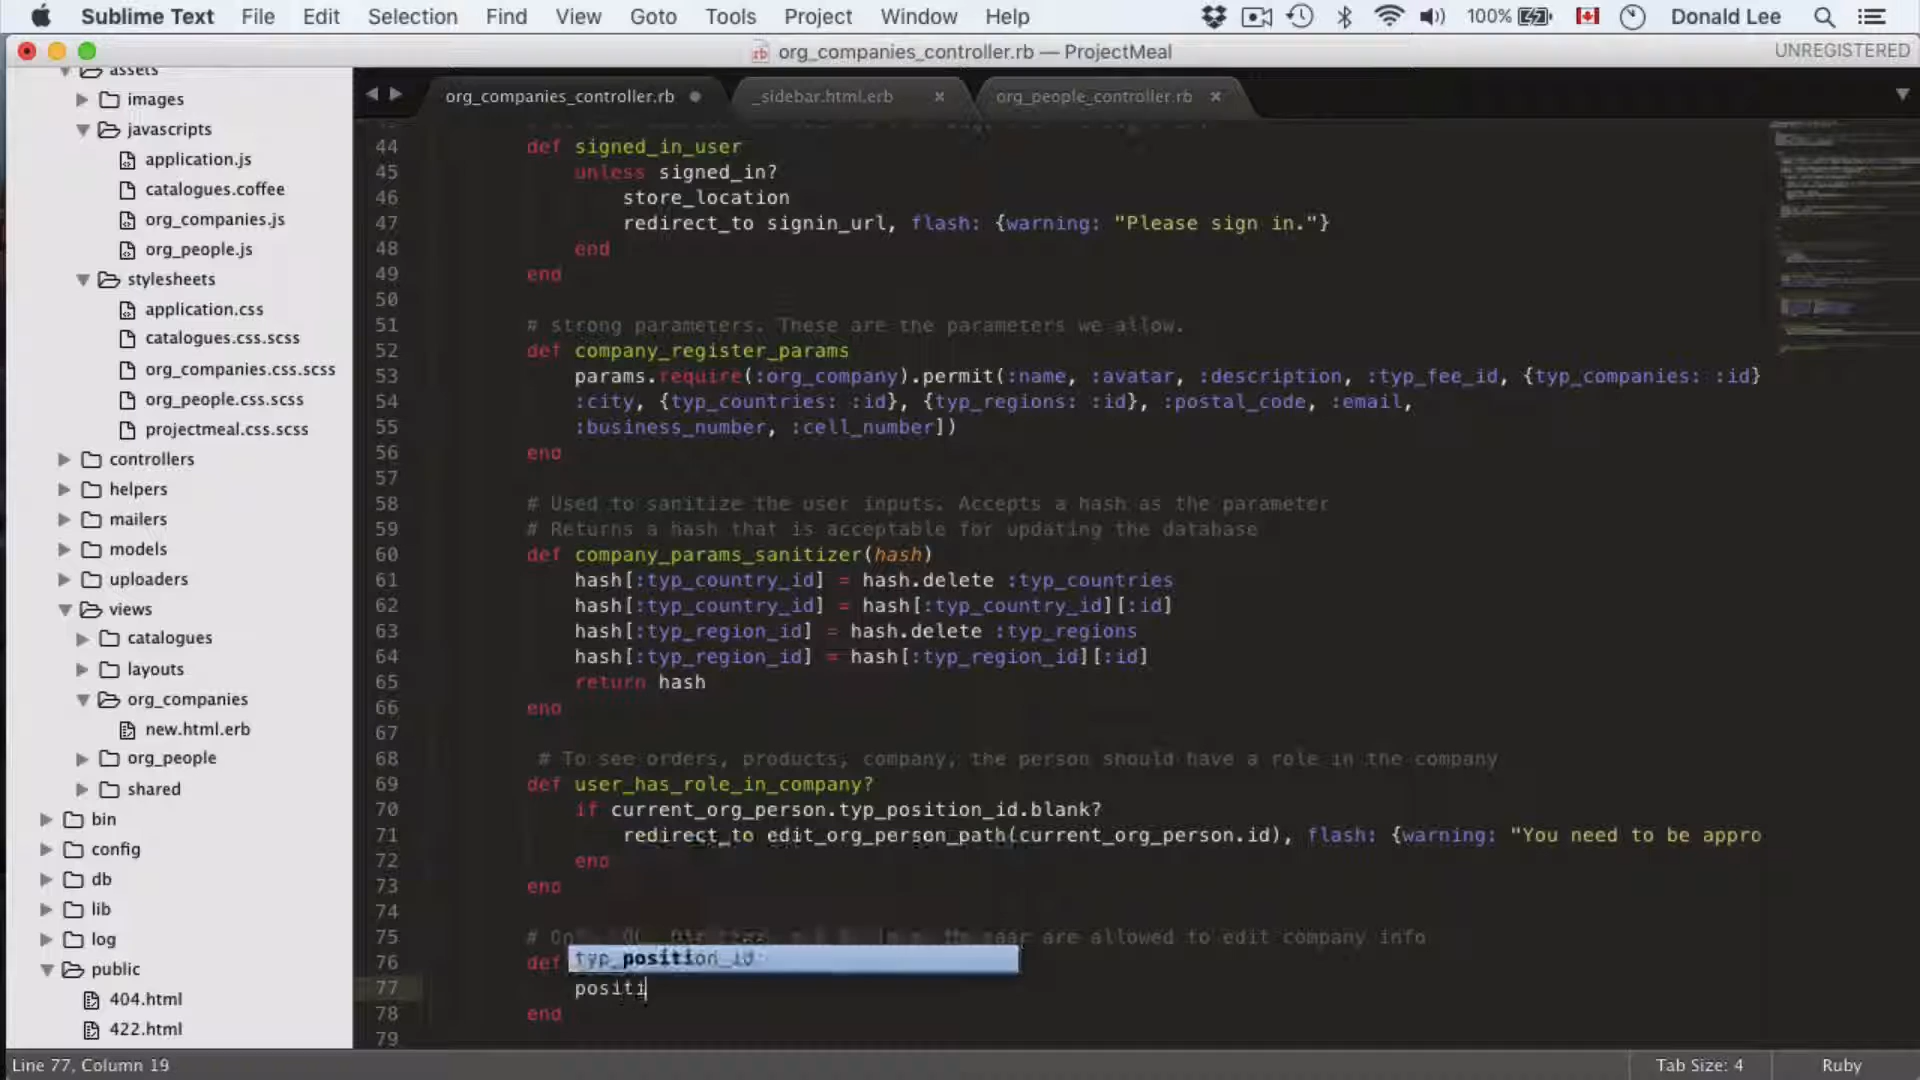 Sublime Text File Edit Selection Find View Goto Tools Project Window Help 100% Donald Lee
org_companies_controller.rb — ProjectMeal UNREGISTERED
assets
images
javascripts
application.js
catalogues.coffee
org_companies.js
org_people.js
stylesheets
application.css
catalogues.css.scss
org_companies.css.scss
org_people.css.scss
projectmeal.css.scss
controllers
helpers
mailers
models
uploaders
views
catalogues
layouts
org_companies
new.html.erb
org_people
shared
bin
config
db
lib
log
public
404.html
422.html
org_companies_controller.rb _sidebar.html.erb org_people_controller.rb
44 def signed_in_user
45 unless signed_in?
46 store_location
47 redirect_to signin_url, flash: {warning: "Please sign in."}
48 end
49 end
50
51 # strong parameters. These are the parameters we allow.
52 def company_register_params
53 params.require(:org_company).permit(:name, :avatar, :description, :typ_fee_id, {typ_companies: :id}
54 :city, {typ_countries: :id}, {typ_regions: :id}, :postal_code, :email,
55 :business_number, :cell_number])
56 end
57
58 # Used to sanitize the user inputs. Accepts a hash as the parameter
59 # Returns a hash that is acceptable for updating the database
60 def company_params_sanitizer(hash)
61 hash[:typ_country_id] = hash.delete :typ_countries
62 hash[:typ_country_id] = hash[:typ_country_id][:id]
63 hash[:typ_region_id] = hash.delete :typ_regions
64 hash[:typ_region_id] = hash[:typ_region_id][:id]
65 return hash
66 end
67
68 # To see orders, products, company, the person should have a role in the company
69 def user_has_role_in_company?
70 if current_org_person.typ_position_id.blank?
71 redirect_to edit_org_person_path(current_org_person.id), flash: {warning: "You need to be appro
72 end
73 end
74
75 # are allowed to edit company info
76 def typ_position_id
77 positi
78 end
79
Line 77, Column 19 Tab Size: 4 Ruby